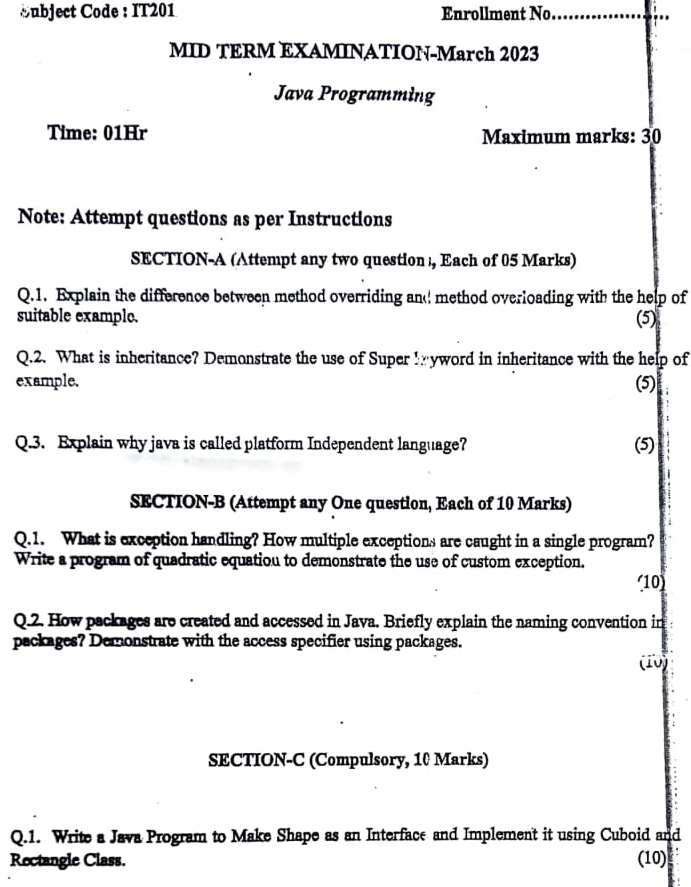 Subject Code : IT201 Enrollment No.....................
MID TERM EXAMINATION-March 2023
Java Programming
Time: 01Hr Maximum marks: 30
Note: Attempt questions as per Instructions
SECTION-A (Attempt any two questions, Each of 05 Marks)
Q.1. Explain the difference between method overriding and method overloading with the help of
suitable example. (5)
Q.2. What is inheritance? Demonstrate the use of Super keyword in inheritance with the help of
example. (5)
Q.3. Explain why java is called platform Independent language? (5)
SECTION-B (Attempt any One question, Each of 10 Marks)
Q.1. What is exception handling? How multiple exceptions are caught in a single program?
Write a program of quadratic equation to demonstrate the use of custom exception.
(10)
Q.2. How packages are created and accessed in Java. Briefly explain the naming convention in
packages? Demonstrate with the access specifier using packages.
(10)
SECTION-C (Compulsory, 10 Marks)
Q.1. Write a Java Program to Make Shape as an Interface and Implement it using Cuboid and
Rectangle Class. (10)